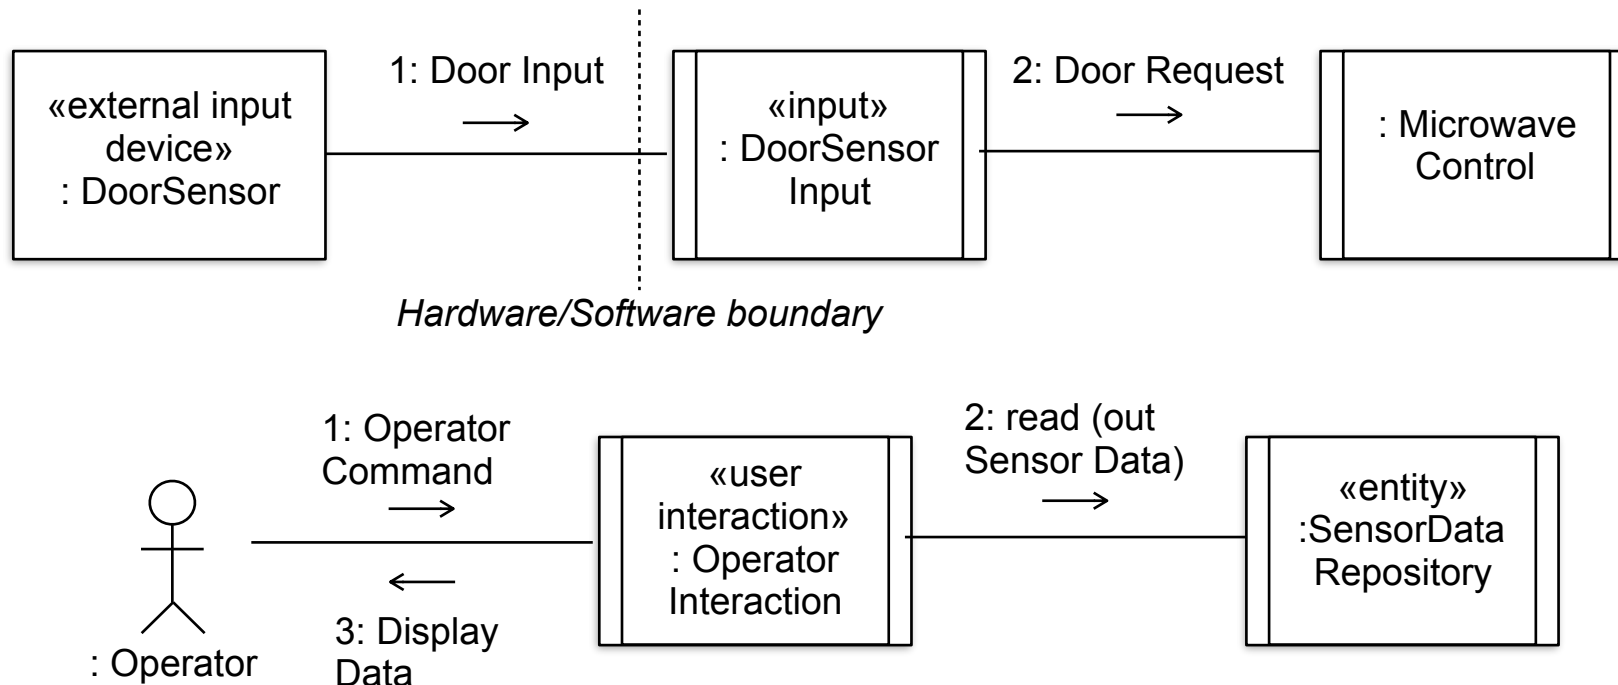 «external input
device»
: DoorSensor
1: Door Input
«input»
: DoorSensor
Input
2: Door Request
: Microwave
Control
Hardware/Software boundary
: Operator
1: Operator
Command
3: Display
Data
«user
interaction»
: Operator
Interaction
2: read (out
Sensor Data)
«entity»
:SensorData
Repository